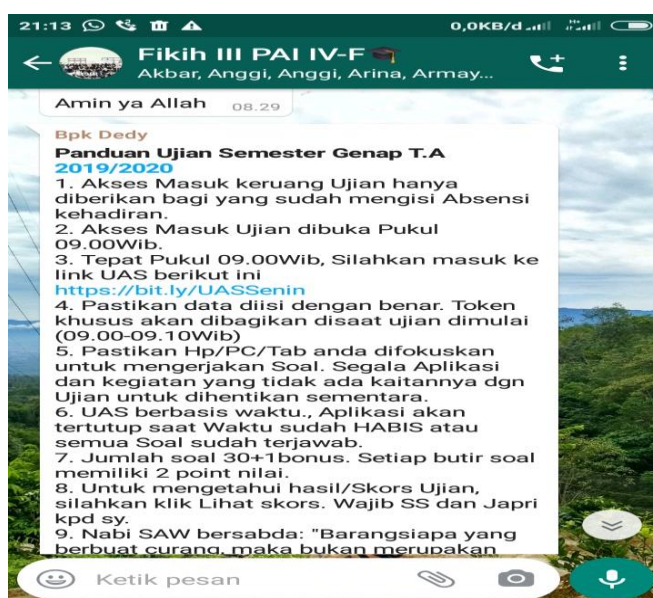 21:13
0,0KB/d
Fikih III PAI IV-F
Akbar, Anggi, Anggi, Arina, Armay...
Amin ya Allah 08.29
Bpk Dedy
Panduan Ujian Semester Genap T.A
2019/2020
1. Akses Masuk keruang Ujian hanya
diberikan bagi yang sudah mengisi Absensi
kehadiran.
2. Akses Masuk Ujian dibuka Pukul
09.00Wib.
3. Tepat Pukul 09.00Wib, Silahkan masuk ke
link UAS berikut ini
https://bit.ly/UASSenin
4. Pastikan data diisi dengan benar. Token
khusus akan dibagikan disaat ujian dimulai
(09.00-09.10Wib)
5. Pastikan Hp/PC/Tab anda difokuskan
untuk mengerjakan Soal. Segala Aplikasi
dan kegiatan yang tidak ada kaitannya dgn
Ujian untuk dihentikan sementara.
6. UAS berbasis waktu., Aplikasi akan
tertutup saat Waktu sudah HABIS atau
semua Soal sudah terjawab.
7. Jumlah soal 30+1bonus. Setiap butir soal
memiliki 2 point nilai.
8. Untuk mengetahui hasil/Skors Ujian,
silahkan klik Lihat skors. Wajib SS dan Japri
kpd sy.
9. Nabi SAW bersabda: "Barangsiapa yang
berbuat curang, maka bukan merupakan
Ketik pesan